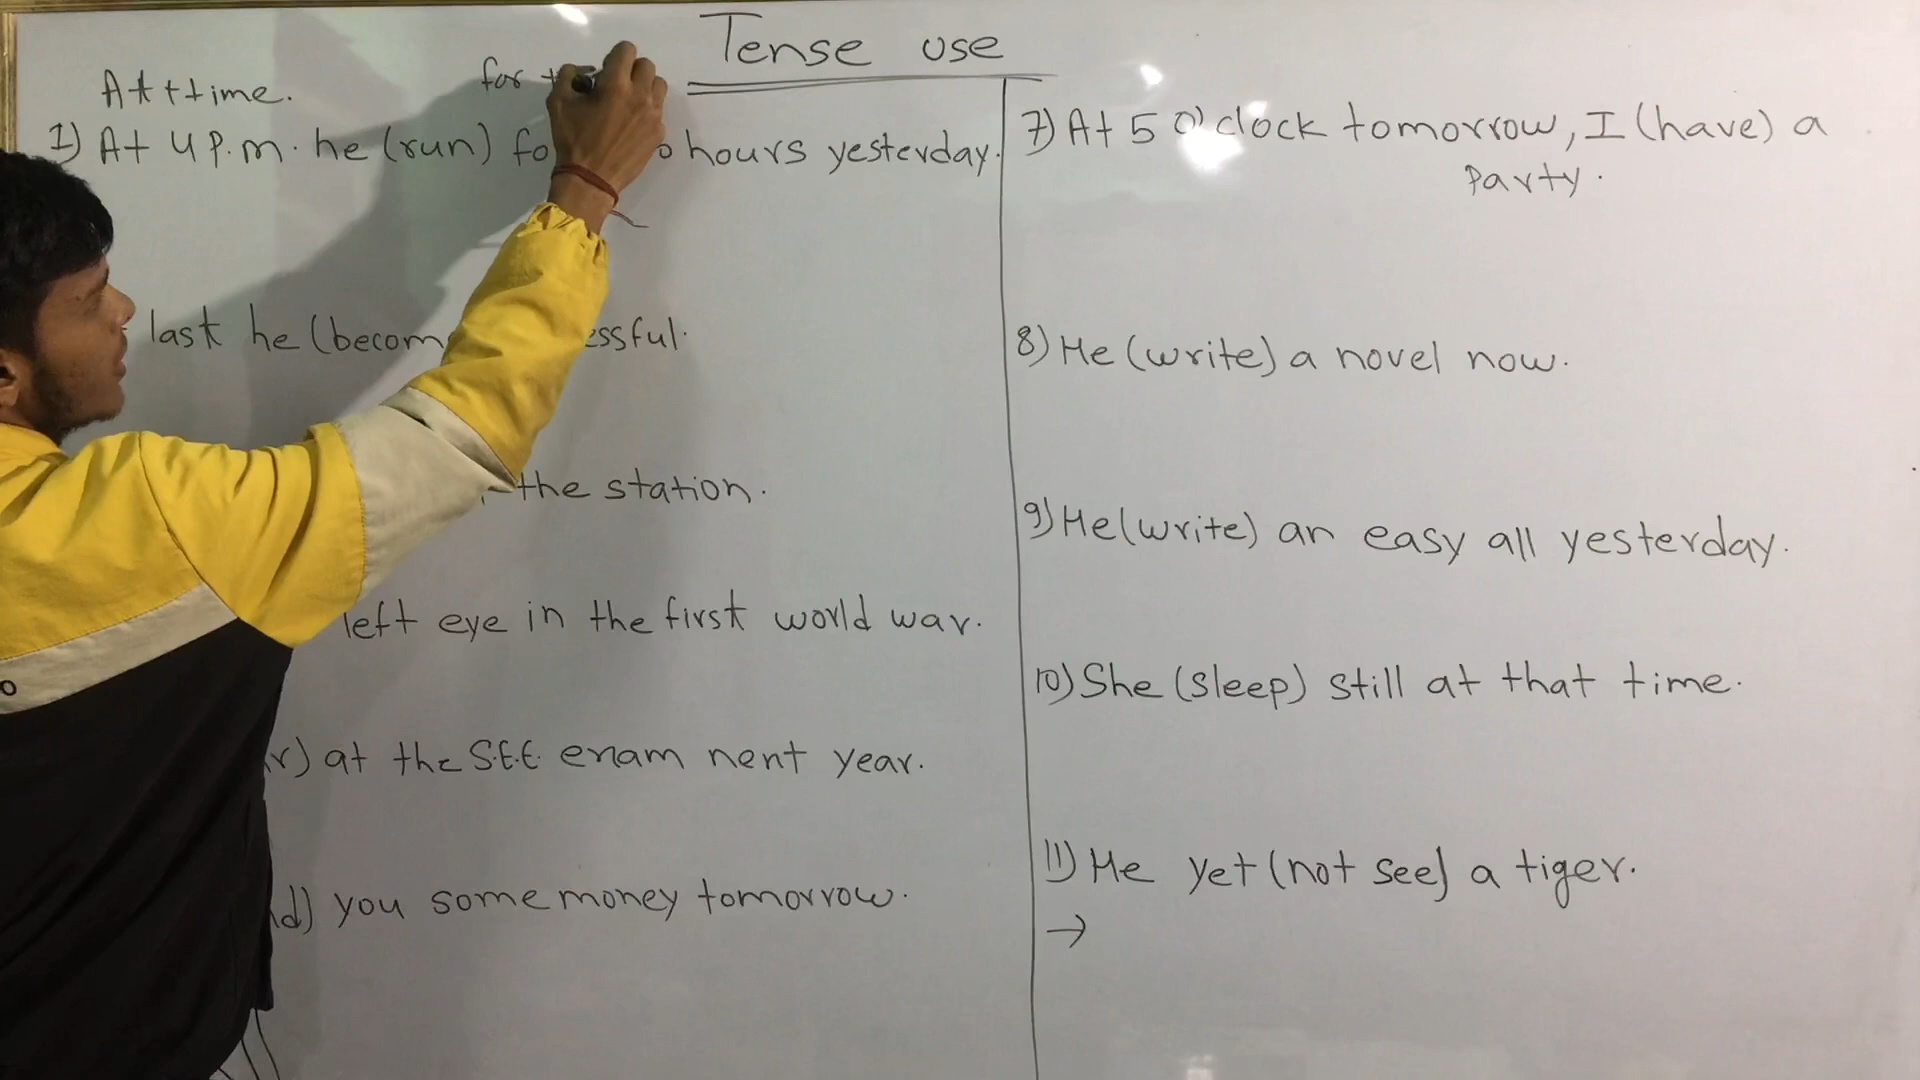 Tense use
At + time.
for
1) At 4 P.m. he (run) hours yesterday.
last he
the station.
left eye in the first world war.
at the S.E.E. enam nent year.
you some money tomorrow.
7) At 5 O'clock tomorrow, I (have) a
Party.
8) He (write) a novel now.
9) He (write) an easy all yesterday.
10) She (sleep) still at that time.
11) He yet (not see) a tiger.
→